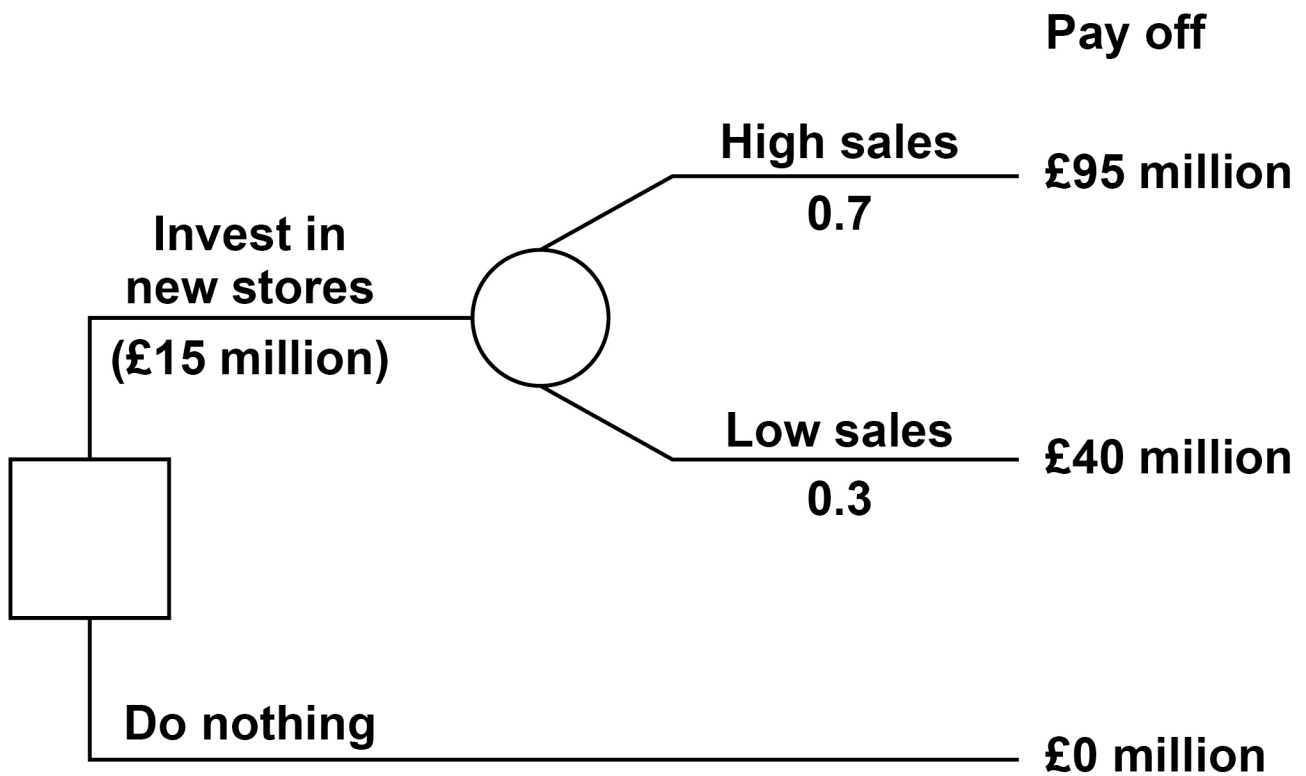 Pay off
High sales
£95 million
0.7
Invest in
new stores
(£15 million)
Low sales
£40 million
0.3
Do nothing
£0 million